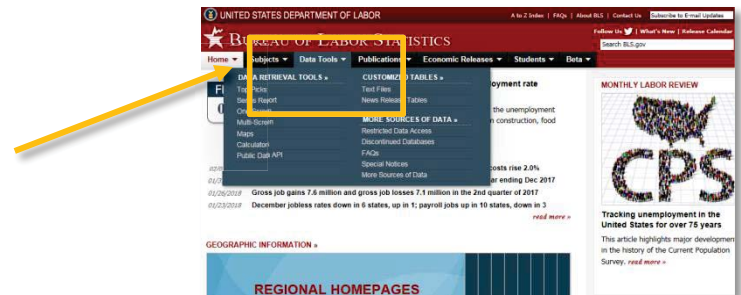 UNITED STATES DEPARTMENT OF LABOR
A to Z Index | FAQs | About BLS | Contact Us Subscribe to E-mail Updates
Follow Us | What's New | Release Calendar
BUREAU OF LABOR STATISTICS
Search BLS.gov
Home Subjects Data Tools Publications Economic Releases Students Beta
DATA RETRIEVAL TOOLS » CUSTOMIZED TABLES »
Top Picks Text Files
Series Report News Release Tables
One-Screen
Multi-Screen MORE SOURCES OF DATA »
Maps Restricted Data Access
Calculators Discontinued Databases
Public Data API FAQs
Special Notices
More Sources of Data
loyment rate
the unemployment
construction, food
costs rise 2.0%
ar ending Dec 2017
01/26/2018 Gross job gains 7.6 million and gross job losses 7.1 million in the 2nd quarter of 2017
01/23/2018 December jobless rates down in 6 states, up in 1; payroll jobs up in 10 states, down in 3
read more »
MONTHLY LABOR REVIEW
CPS
Tracking unemployment in the
United States for over 75 years
This article highlights major developmen
in the history of the Current Population
Survey. read more »
GEOGRAPHIC INFORMATION »
REGIONAL HOMEPAGES